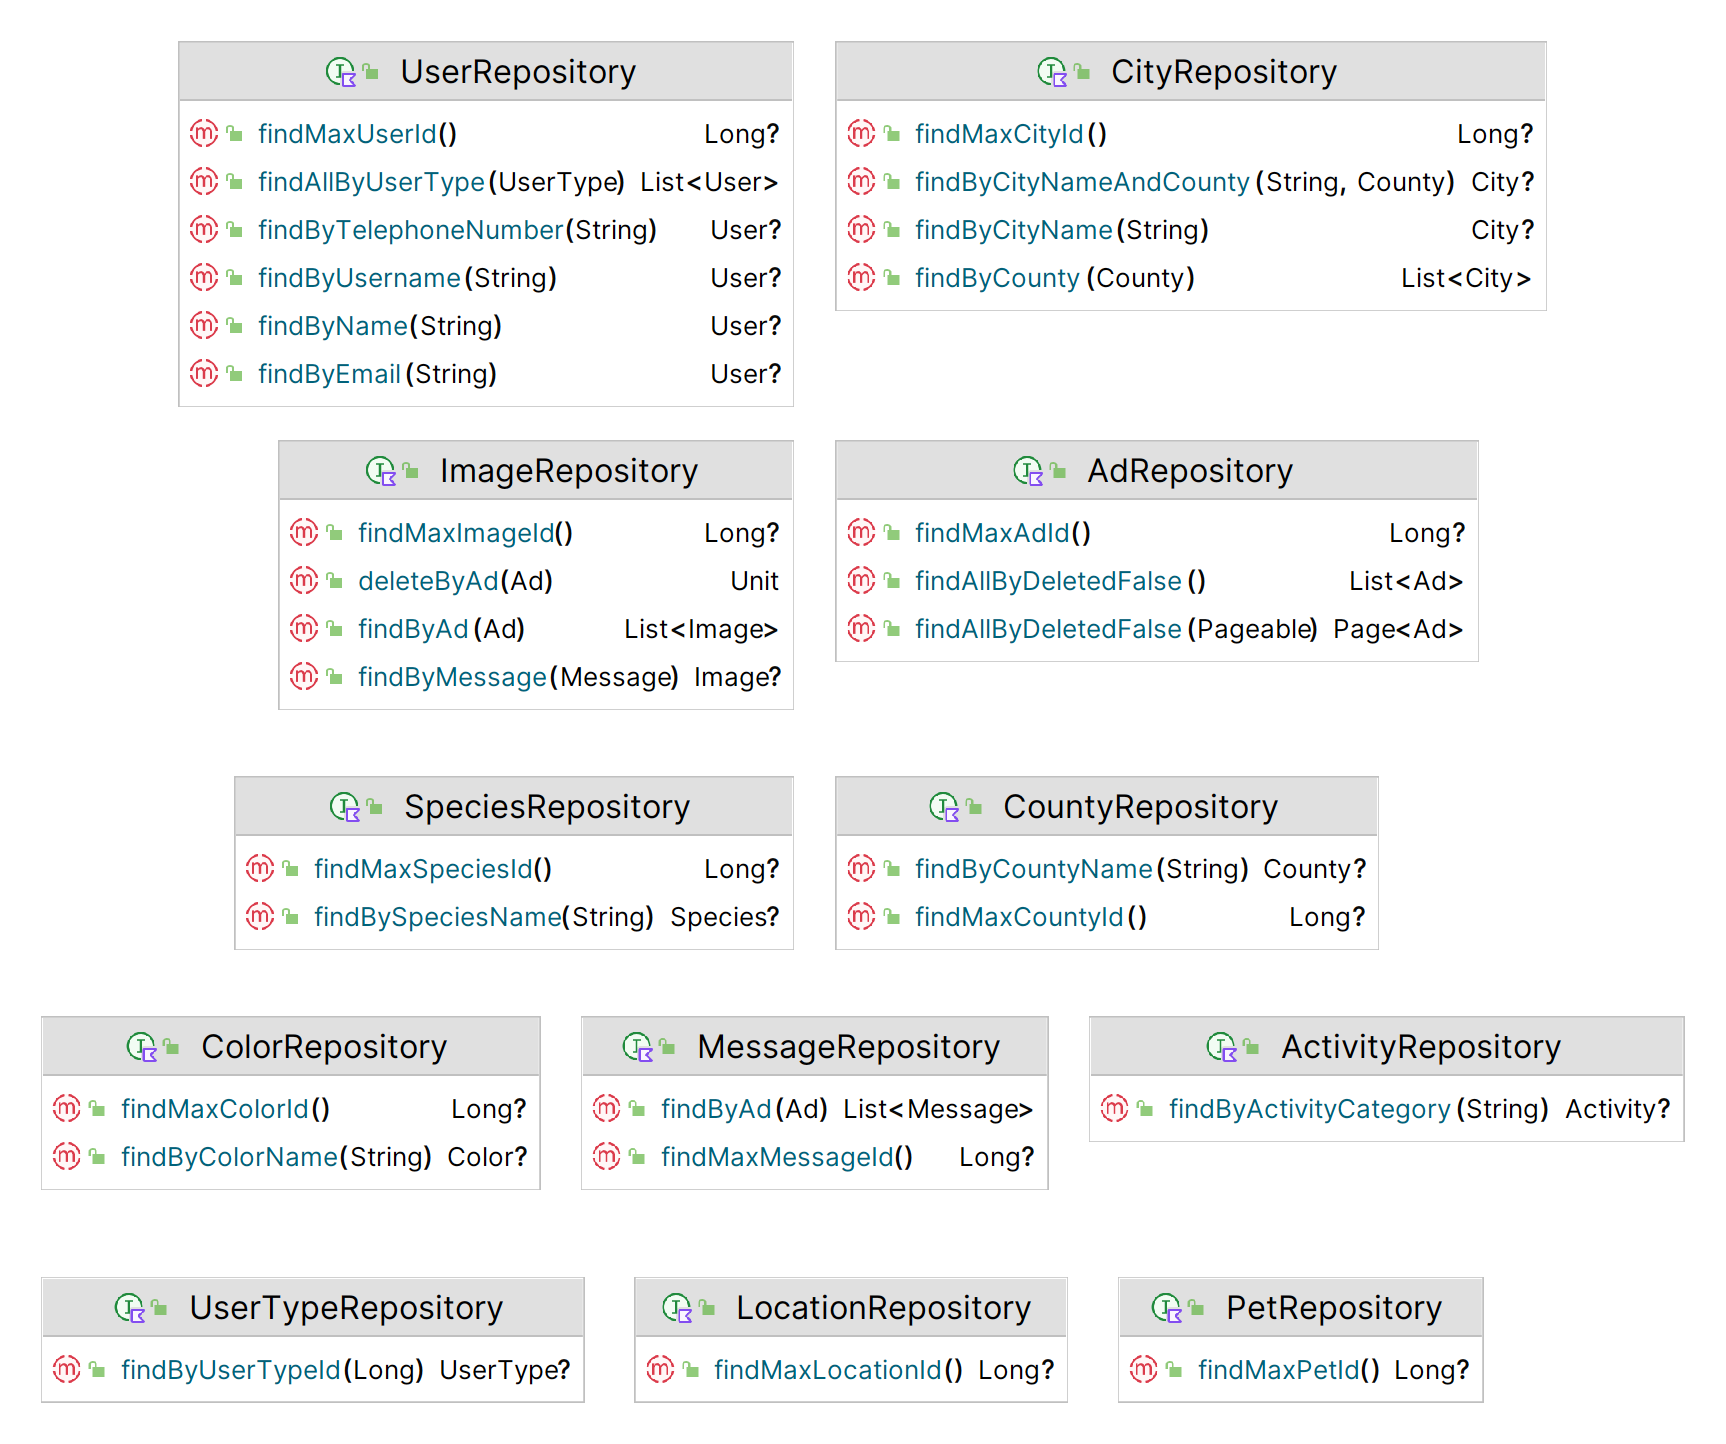 UserRepository
findMaxUserId() Long?
findAllByUserType(UserType) List<User>
findByTelephoneNumber(String) User?
findByUsername(String) User?
findByName(String) User?
findByEmail(String) User?
CityRepository
findMaxCityId() Long?
findByCityNameAndCounty(String, County) City?
findByCityName(String) City?
findByCounty(County) List<City>
ImageRepository
findMaxImageId() Long?
deleteByAd(Ad) Unit
findByAd(Ad) List<Image>
findByMessage(Message) Image?
AdRepository
findMaxAdId() Long?
findAllByDeletedFalse() List<Ad>
findAllByDeletedFalse(Pageable) Page<Ad>
SpeciesRepository
findMaxSpeciesId() Long?
findBySpeciesName(String) Species?
CountyRepository
findByCountyName(String) County?
findMaxCountyId() Long?
ColorRepository
findMaxColorId() Long?
findByColorName(String) Color?
MessageRepository
findByAd(Ad) List<Message>
findMaxMessageId() Long?
ActivityRepository
findByActivityCategory(String) Activity?
UserTypeRepository
findByUserTypeId(Long) UserType?
LocationRepository
findMaxLocationId() Long?
PetRepository
findMaxPetId() Long?